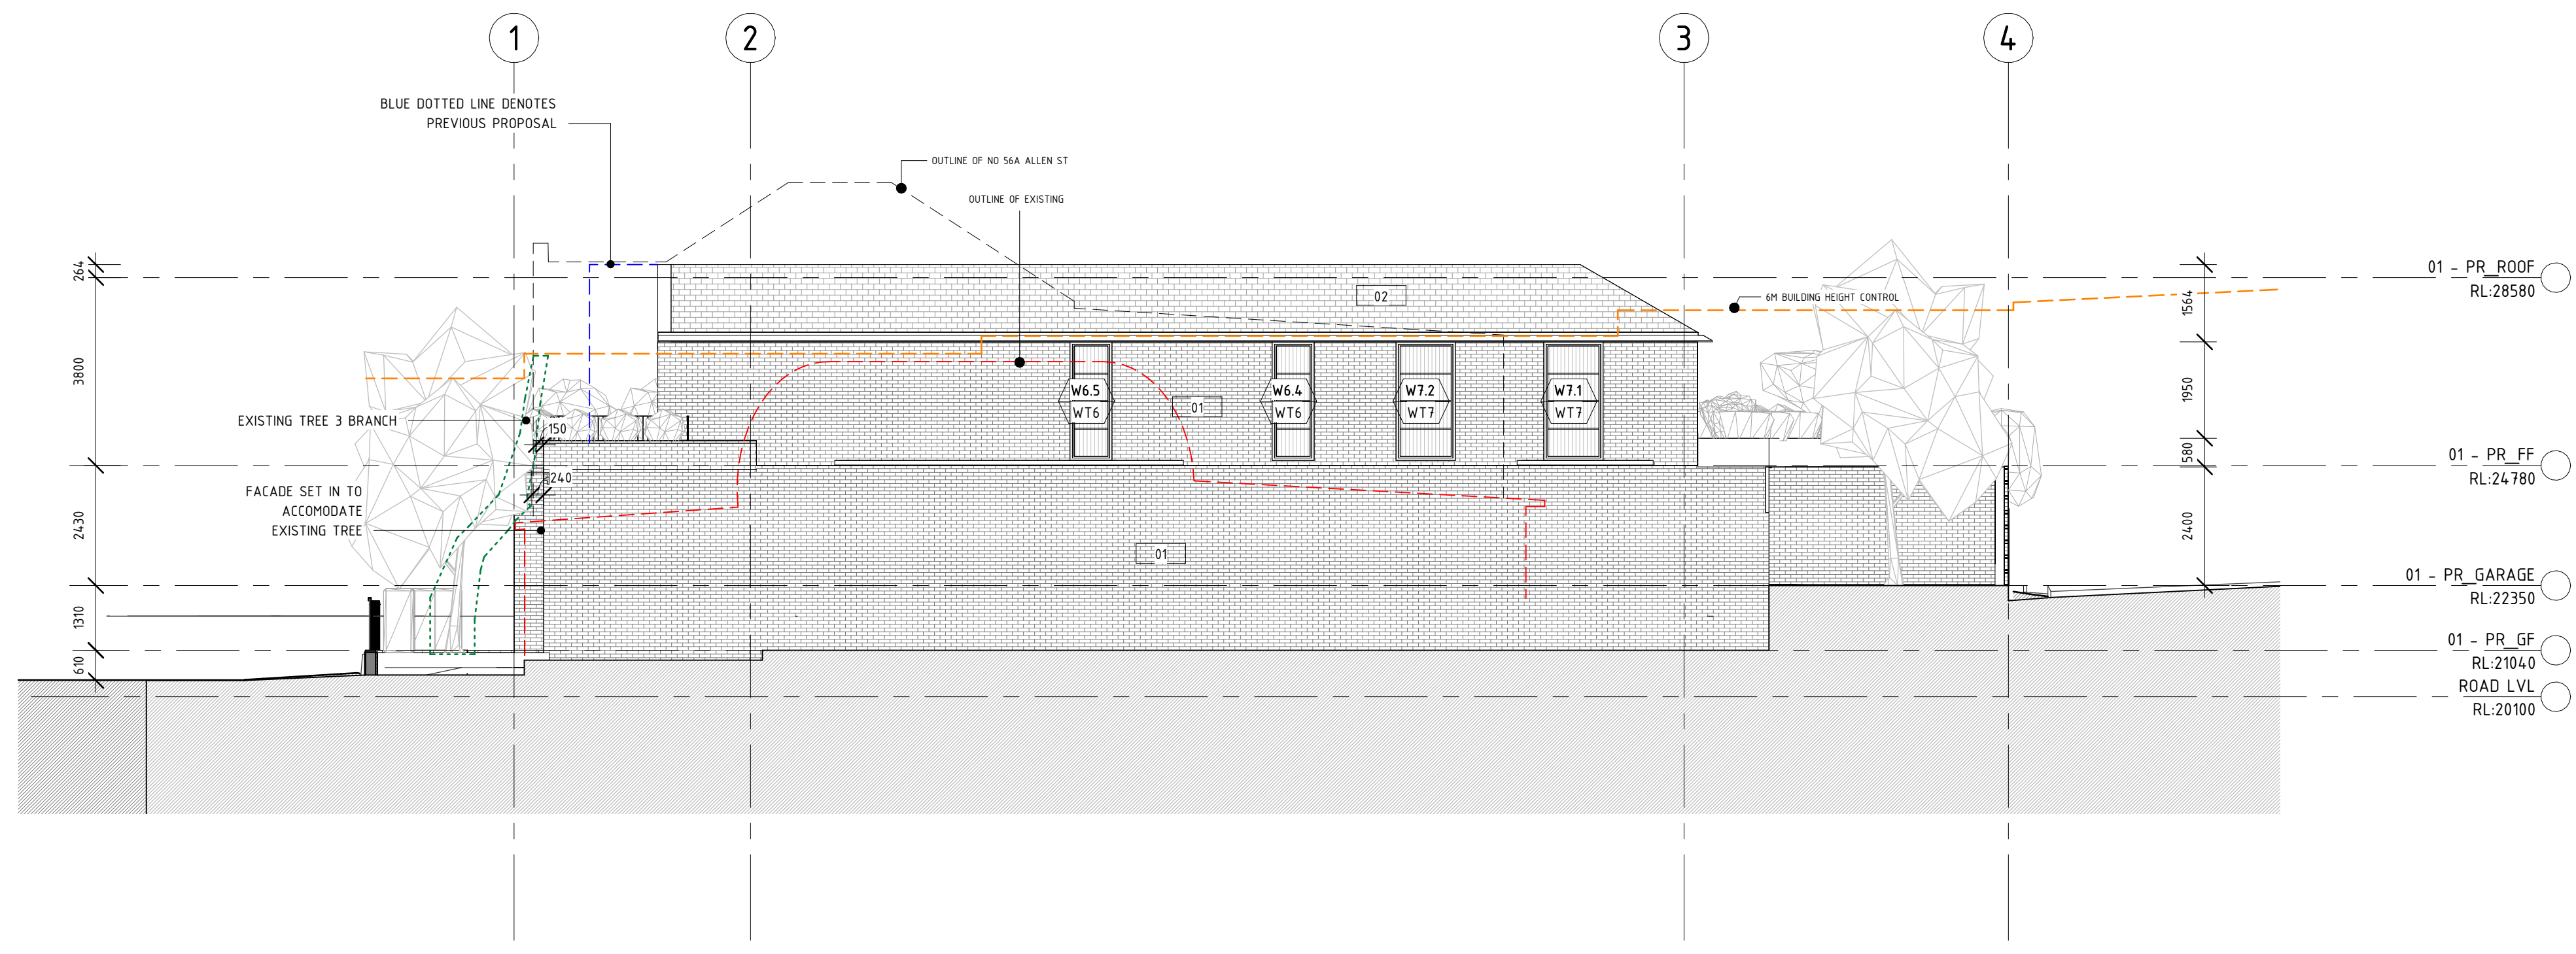 1
2
3
4
BLUE DOTTED LINE DENOTES
PREVIOUS PROPOSAL
OUTLINE OF NO 56A ALLEN ST
OUTLINE OF EXISTING
6M BUILDING HEIGHT CONTROL
02
01
01
W6.5
WT6
W6.4
WT6
W7.2
WT7
W7.1
WT7
EXISTING TREE 3 BRANCH
150
240
FACADE SET IN TO
ACCOMODATE
EXISTING TREE
264
3800
2430
1310
610
1564
1950
580
2400
01 - PR_ROOF
RL:28580
01 - PR_FF
RL:24780
01 - PR_GARAGE
RL:22350
01 - PR_GF
RL:21040
ROAD LVL
RL:20100